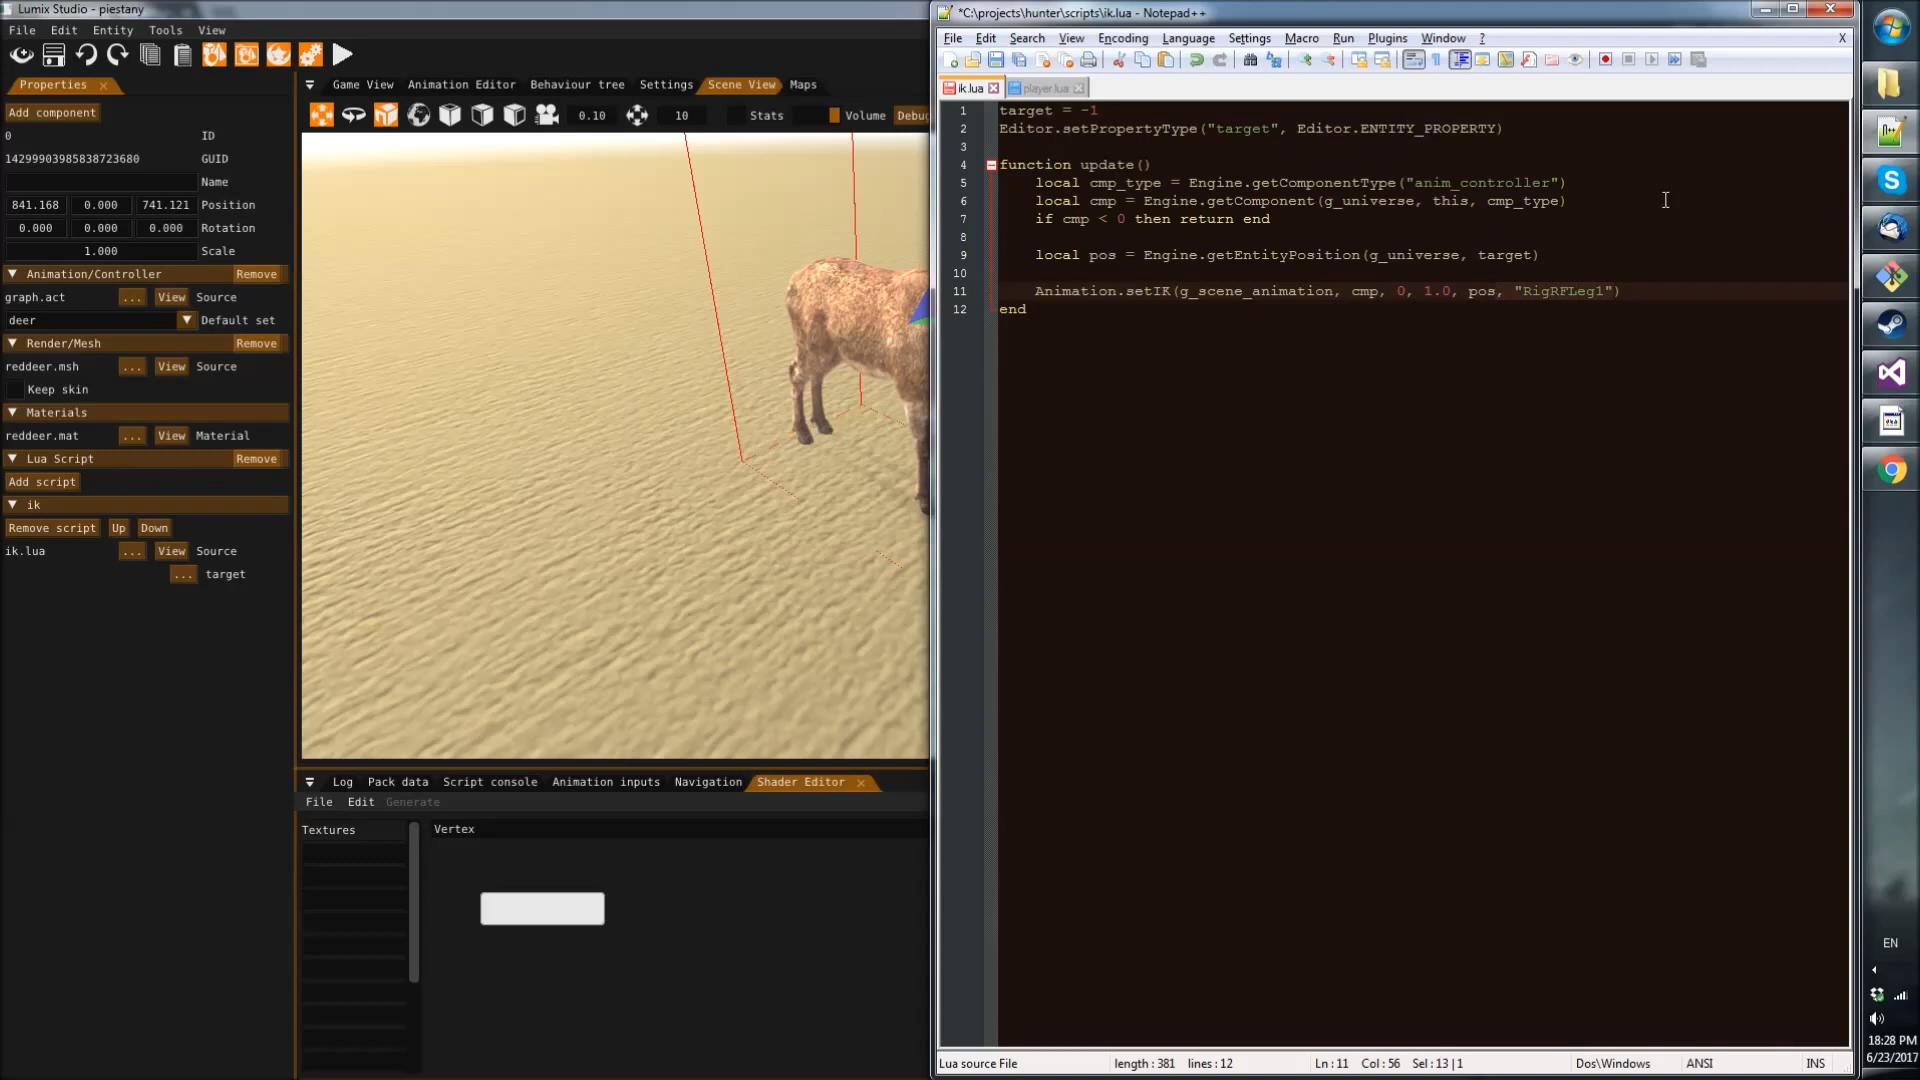 Lumix Studio - piestany
File Edit Entity Tools View
Properties
Add component
0 ID
14299903985838723680 GUID
Name
841.168 0.000 741.121 Position
0.000 0.000 0.000 Rotation
1.000 Scale
Animation/Controller Remove
graph.act ... View Source
deer Default set
Render/Mesh Remove
reddeer.msh ... View Source
Keep skin
Materials
reddeer.mat ... View Material
Lua Script Remove
Add script
ik
Remove script Up Down
ik.lua ... View Source
... target
Game View Animation Editor Behaviour tree Settings Scene View Maps
0.10 10 Stats Volume Debu
Log Pack data Script console Animation inputs Navigation Shader Editor
File Edit Generate
Textures
Vertex
*C:\projects\hunter\scripts\ik.lua - Notepad++
File Edit Search View Encoding Language Settings Macro Run Plugins Window ? X
ik.lua player.lua
1 target = -1
2 Editor.setPropertyType("target", Editor.ENTITY_PROPERTY)
3
4 function update()
5 local cmp_type = Engine.getComponentType("anim_controller")
6 local cmp = Engine.getComponent(g_universe, this, cmp_type)
7 if cmp < 0 then return end
8
9 local pos = Engine.getEntityPosition(g_universe, target)
10
11 Animation.setIK(g_scene_animation, cmp, 0, 1.0, pos, "RigRFLeg1")
12 end
Lua source File length : 381 lines : 12 Ln : 11 Col : 56 Sel : 13 | 1 Dos\Windows ANSI INS
EN
18:28 PM
6/23/2017